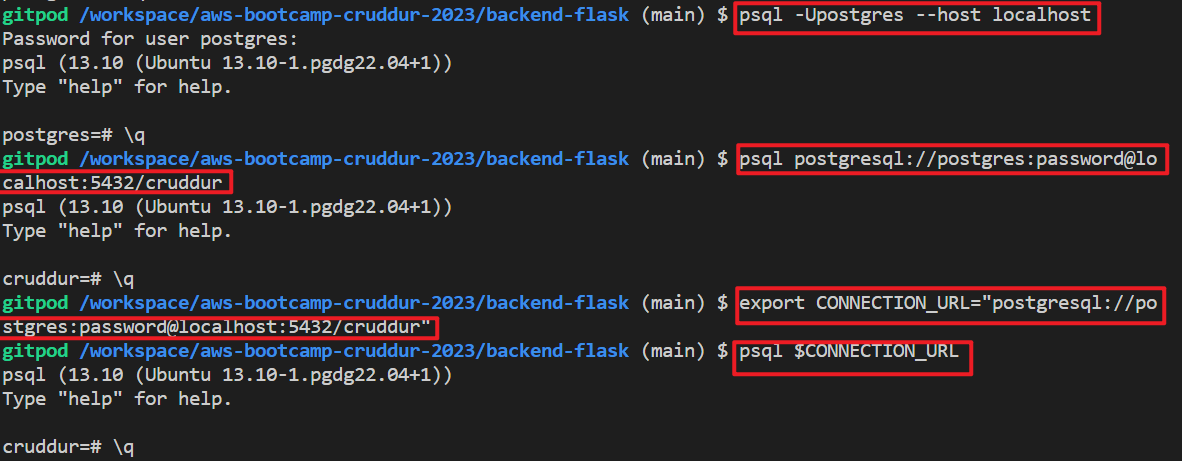 gitpod /workspace/aws-bootcamp-cruddur-2023/backend-flask (main) $ psql -Upostgres --host localhost
Password for user postgres:
psql (13.10 (Ubuntu 13.10-1.pgdg22.04+1))
Type "help" for help.
postgres=# \q
gitpod /workspace/aws-bootcamp-cruddur-2023/backend-flask (main) $ psql postgresql://postgres:password@lo
calhost:5432/cruddur
psql (13.10 (Ubuntu 13.10-1.pgdg22.04+1))
Type "help" for help.
cruddur=# \q
gitpod /workspace/aws-bootcamp-cruddur-2023/backend-flask (main) $ export CONNECTION_URL="postgresql://po
stgres:password@localhost:5432/cruddur"
gitpod /workspace/aws-bootcamp-cruddur-2023/backend-flask (main) $ psql $CONNECTION_URL
psql (13.10 (Ubuntu 13.10-1.pgdg22.04+1))
Type "help" for help.
cruddur=# \q